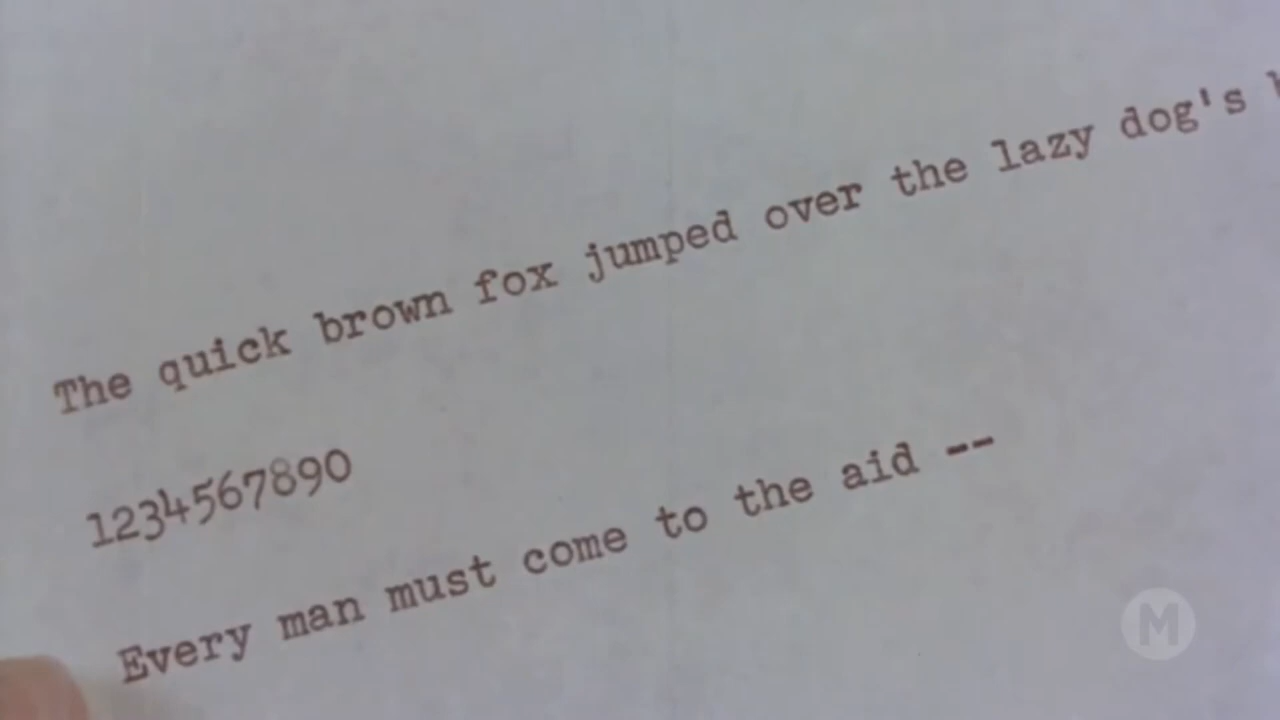 The quick brown fox jumped over the lazy dog's
1234567890
Every man must come to the aid --
M